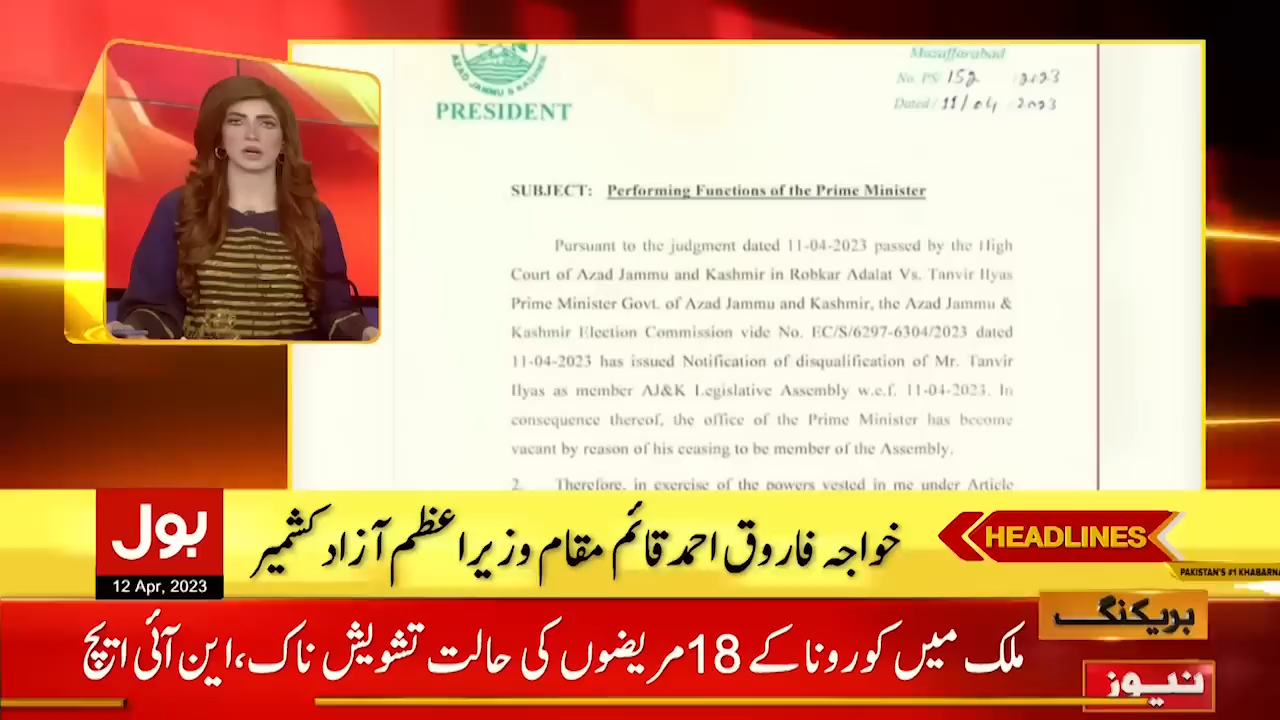 AZAD JAMMU & KASHMIR
PRESIDENT
Muzaffarabad
No. PS/ 152 /2023
Dated/ 11/04 /2023
SUBJECT: Performing Functions of the Prime Minister
Pursuant to the judgment dated 11-04-2023 passed by the High
Court of Azad Jammu and Kashmir in Robkar Adalat Vs. Tanvir Ilyas
Prime Minister Govt. of Azad Jammu and Kashmir, the Azad Jammu &
Kashmir Election Commission vide No. EC/S/6297-6304/2023 dated
11-04-2023 has issued Notification of disqualification of Mr. Tanvir
Ilyas as member AJ&K Legislative Assembly w.e.f. 11-04-2023. In
consequence thereof, the office of the Prime Minister has become
vacant by reason of his ceasing to be member of the Assembly.
2. Therefore, in exercise of the powers vested in me under Article
بول
12 Apr, 2023
خواجہ فاروق احمد قائم مقام وزیراعظم آزاد کشمیر
HEADLINES
PAKISTAN'S #1 KHABARNA
بریکنگ
ملک میں کورونا کے 18 مریضوں کی حالت تشویش ناک،این آئی ایچ
نیوز